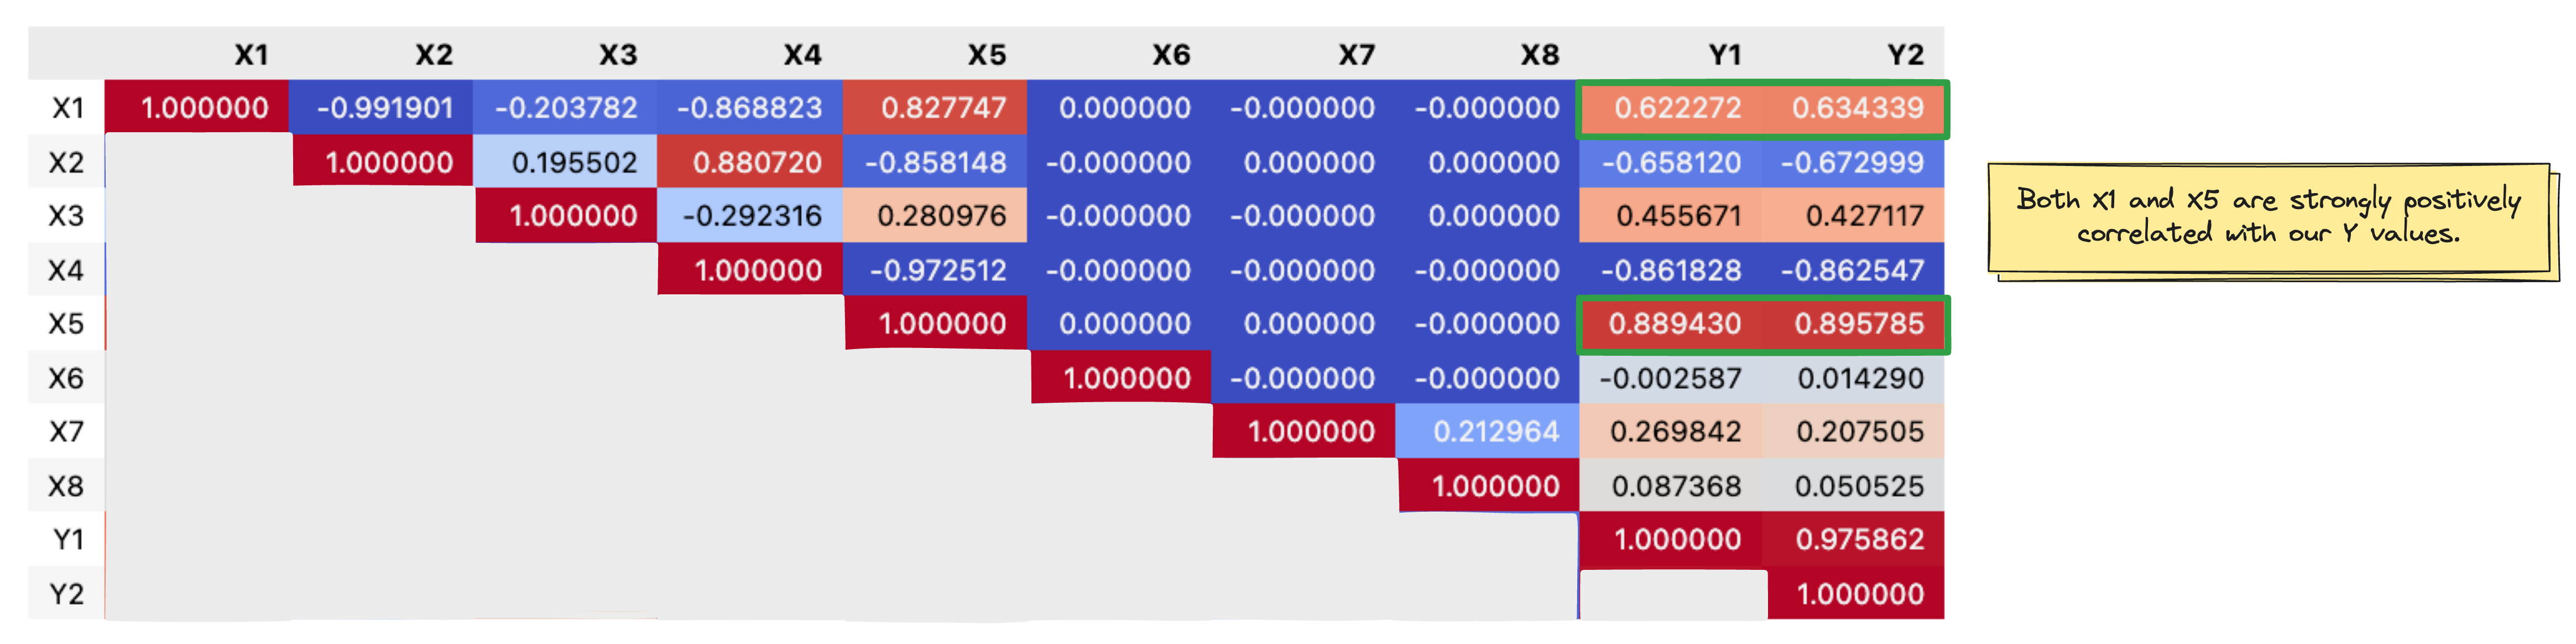 X1 X2 X3 X4 X5 X6 X7 X8 Y1 Y2
X1 1.000000 -0.991901 -0.203782 -0.868823 0.827747 0.000000 -0.000000 -0.000000 0.622272 0.634339
X2 1.000000 0.195502 0.880720 -0.858148 -0.000000 0.000000 0.000000 -0.658120 -0.672999
X3 1.000000 -0.292316 0.280976 -0.000000 -0.000000 0.000000 0.455671 0.427117
X4 1.000000 -0.972512 -0.000000 -0.000000 -0.000000 -0.861828 -0.862547
X5 1.000000 0.000000 0.000000 -0.000000 0.889430 0.895785
X6 1.000000 -0.000000 -0.000000 -0.002587 0.014290
X7 1.000000 0.212964 0.269842 0.207505
X8 1.000000 0.087368 0.050525
Y1 1.000000 0.975862
Y2 1.000000
Both X1 and X5 are strongly positively
correlated with our Y values.